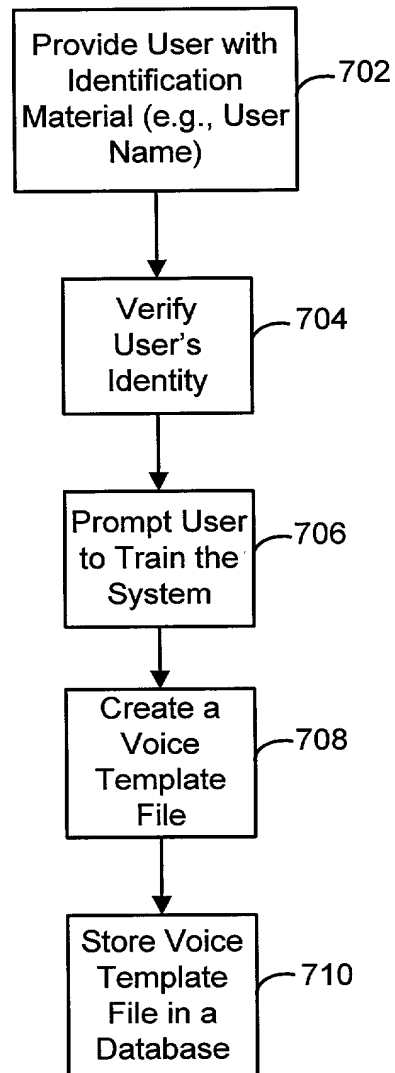 Provide User with
Identification
Material (e.g., User
Name)
702
Verify
User's
Identity
704
Prompt User
to Train the
System
706
Create a
Voice
Template
File
708
Store Voice
Template
File in a
Database
710